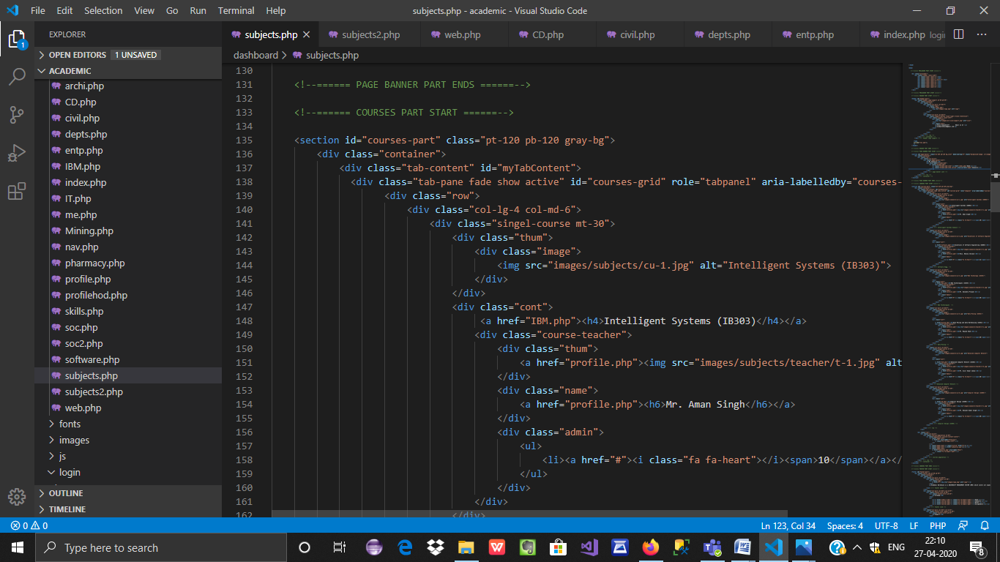 File Edit Selection View Go Run Terminal Help
subjects.php - academic - Visual Studio Code
EXPLORER
OPEN EDITORS 1 UNSAVED
ACADEMIC
archi.php
CD.php
civil.php
depts.php
entp.php
IBM.php
index.php
IT.php
me.php
Mining.php
nav.php
pharmacy.php
profile.php
profilehod.php
skills.php
soc.php
soc2.php
software.php
subjects.php
subjects2.php
web.php
fonts
images
js
login
OUTLINE
TIMELINE
1
subjects.php subjects2.php web.php CD.php civil.php depts.php entp.php index.php login
dashboard > subjects.php
130
131 <!--====== PAGE BANNER PART ENDS ======-->
132
133 <!--====== COURSES PART START ======-->
134
135 <section id="courses-part" class="pt-120 pb-120 gray-bg">
136 <div class="container">
137 <div class="tab-content" id="myTabContent">
138 <div class="tab-pane fade show active" id="courses-grid" role="tabpanel" aria-labelledby="courses-
139 <div class="row">
140 <div class="col-lg-4 col-md-6">
141 <div class="singel-course mt-30">
142 <div class="thum">
143 <div class="image">
144 <img src="images/subjects/cu-1.jpg" alt="Intelligent Systems (IB303)">
145 </div>
146 </div>
147 <div class="cont">
148 <a href="IBM.php"><h4>Intelligent Systems (IB303)</h4></a>
149 <div class="course-teacher">
150 <div class="thum">
151 <a href="profile.php"><img src="images/subjects/teacher/t-1.jpg" alt
152 </div>
153 <div class="name">
154 <a href="profile.php"><h6>Mr. Aman Singh</h6></a>
155 </div>
156 <div class="admin">
157 <ul>
158 <li><a href="#"><i class="fa fa-heart"></i><span>10</span></a></
159 </ul>
160 </div>
161 </div>
162 </div>
0 0
Ln 123, Col 34 Spaces: 4 UTF-8 LF PHP
Type here to search
ENG
22:10
27-04-2020
8